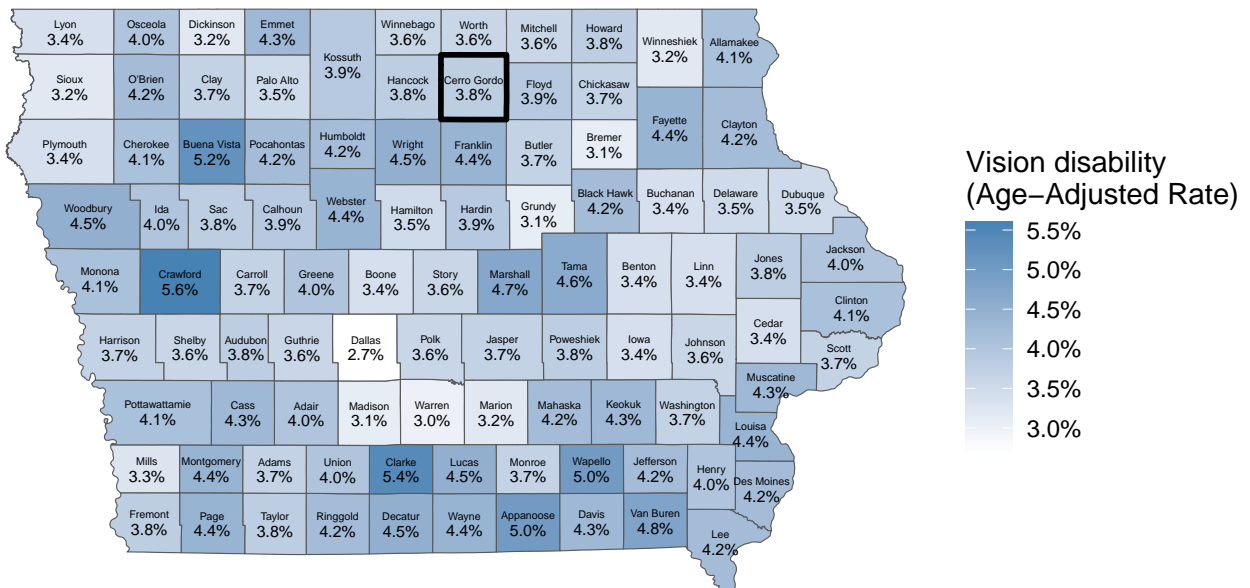 Lyon
3.4%
Osceola
4.0%
Dickinson
3.2%
Emmet
4.3%
Kossuth
3.9%
Winnebago
3.6%
Worth
3.6%
Mitchell
3.6%
Howard
3.8%
Winneshiek
3.2%
Allamakee
4.1%
Sioux
3.2%
O'Brien
4.2%
Clay
3.7%
Palo Alto
3.5%
Hancock
3.8%
Cerro Gordo
3.8%
Floyd
3.9%
Chickasaw
3.7%
Fayette
4.4%
Clayton
4.2%
Plymouth
3.4%
Cherokee
4.1%
Buena Vista
5.2%
Pocahontas
4.2%
Humboldt
4.2%
Wright
4.5%
Franklin
4.4%
Butler
3.7%
Bremer
3.1%
Woodbury
4.5%
Ida
4.0%
Sac
3.8%
Calhoun
3.9%
Webster
4.4%
Hamilton
3.5%
Hardin
3.9%
Grundy
3.1%
Black Hawk
4.2%
Buchanan
3.4%
Delaware
3.5%
Dubuque
3.5%
Monona
4.1%
Crawford
5.6%
Carroll
3.7%
Greene
4.0%
Boone
3.4%
Story
3.6%
Marshall
4.7%
Tama
4.6%
Benton
3.4%
Linn
3.4%
Jones
3.8%
Jackson
4.0%
Clinton
4.1%
Harrison
3.7%
Shelby
3.6%
Audubon
3.8%
Guthrie
3.6%
Dallas
2.7%
Polk
3.6%
Jasper
3.7%
Poweshiek
3.8%
Iowa
3.4%
Johnson
3.6%
Cedar
3.4%
Scott
3.7%
Muscatine
4.3%
Pottawattamie
4.1%
Cass
4.3%
Adair
4.0%
Madison
3.1%
Warren
3.0%
Marion
3.2%
Mahaska
4.2%
Keokuk
4.3%
Washington
3.7%
Louisa
4.4%
Mills
3.3%
Montgomery
4.4%
Adams
3.7%
Union
4.0%
Clarke
5.4%
Lucas
4.5%
Monroe
3.7%
Wapello
5.0%
Jefferson
4.2%
Henry
4.0%
Des Moines
4.2%
Fremont
3.8%
Page
4.4%
Taylor
3.8%
Ringgold
4.2%
Decatur
4.5%
Wayne
4.4%
Appanoose
5.0%
Davis
4.3%
Van Buren
4.8%
Lee
4.2%
Vision disability
(Age−Adjusted Rate)
5.5%
5.0%
4.5%
4.0%
3.5%
3.0%